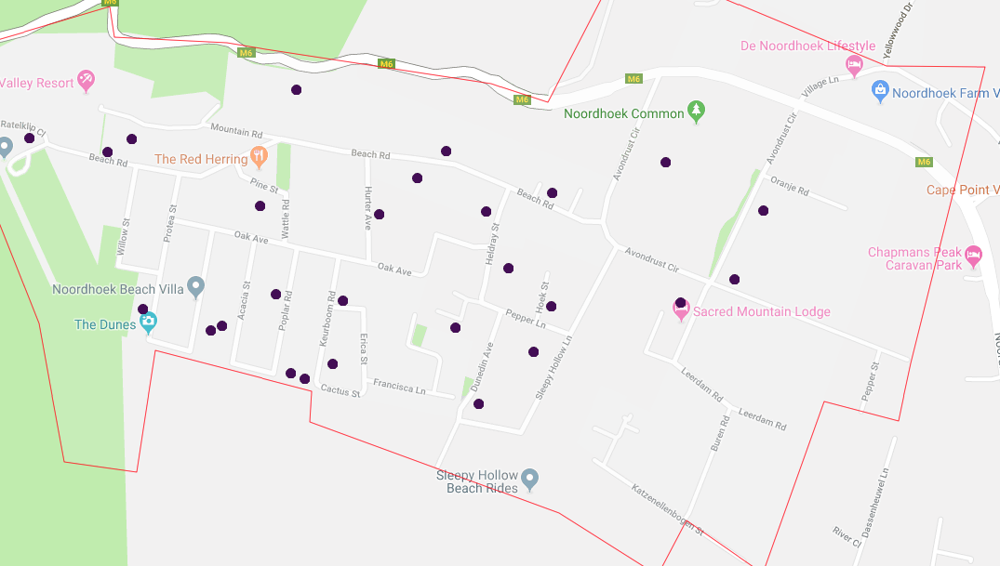 M6
Yellowwood Dr
De Noordhoek Lifestyle
M6
M6
M6
M6
Village Ln
Valley Resort
Noordhoek Farm V
Noordhoek Common
Ratelklip Cl
Mountain Rd
Avondrust Cir
Avondrust Cir
Beach Rd
The Red Herring
Beach Rd
M6
Pine St
Oranje Rd
Cape Point V
Beach Rd
Hunter Ave
Wattle Rd
Protea St
Willow St
Oak Ave
Heldray St
Avondrust Cir
Chapmans Peak
Caravan Park
Oak Ave
Noordhoek Beach Villa
Acacia St
Poplar Rd
Hoek St
The Dunes
Keurboom Rd
Pepper Ln
Sacred Mountain Lodge
Erica St
Dunedin Ave
Sleepy Hollow Ln
Pepper St
Leerdam Rd
Cactus St
Francisca Ln
Leerdam Rd
Buren Rd
Sleepy Hollow
Beach Rides
Katzenellenbogen St
Dassenheuwel Ln
River Cl